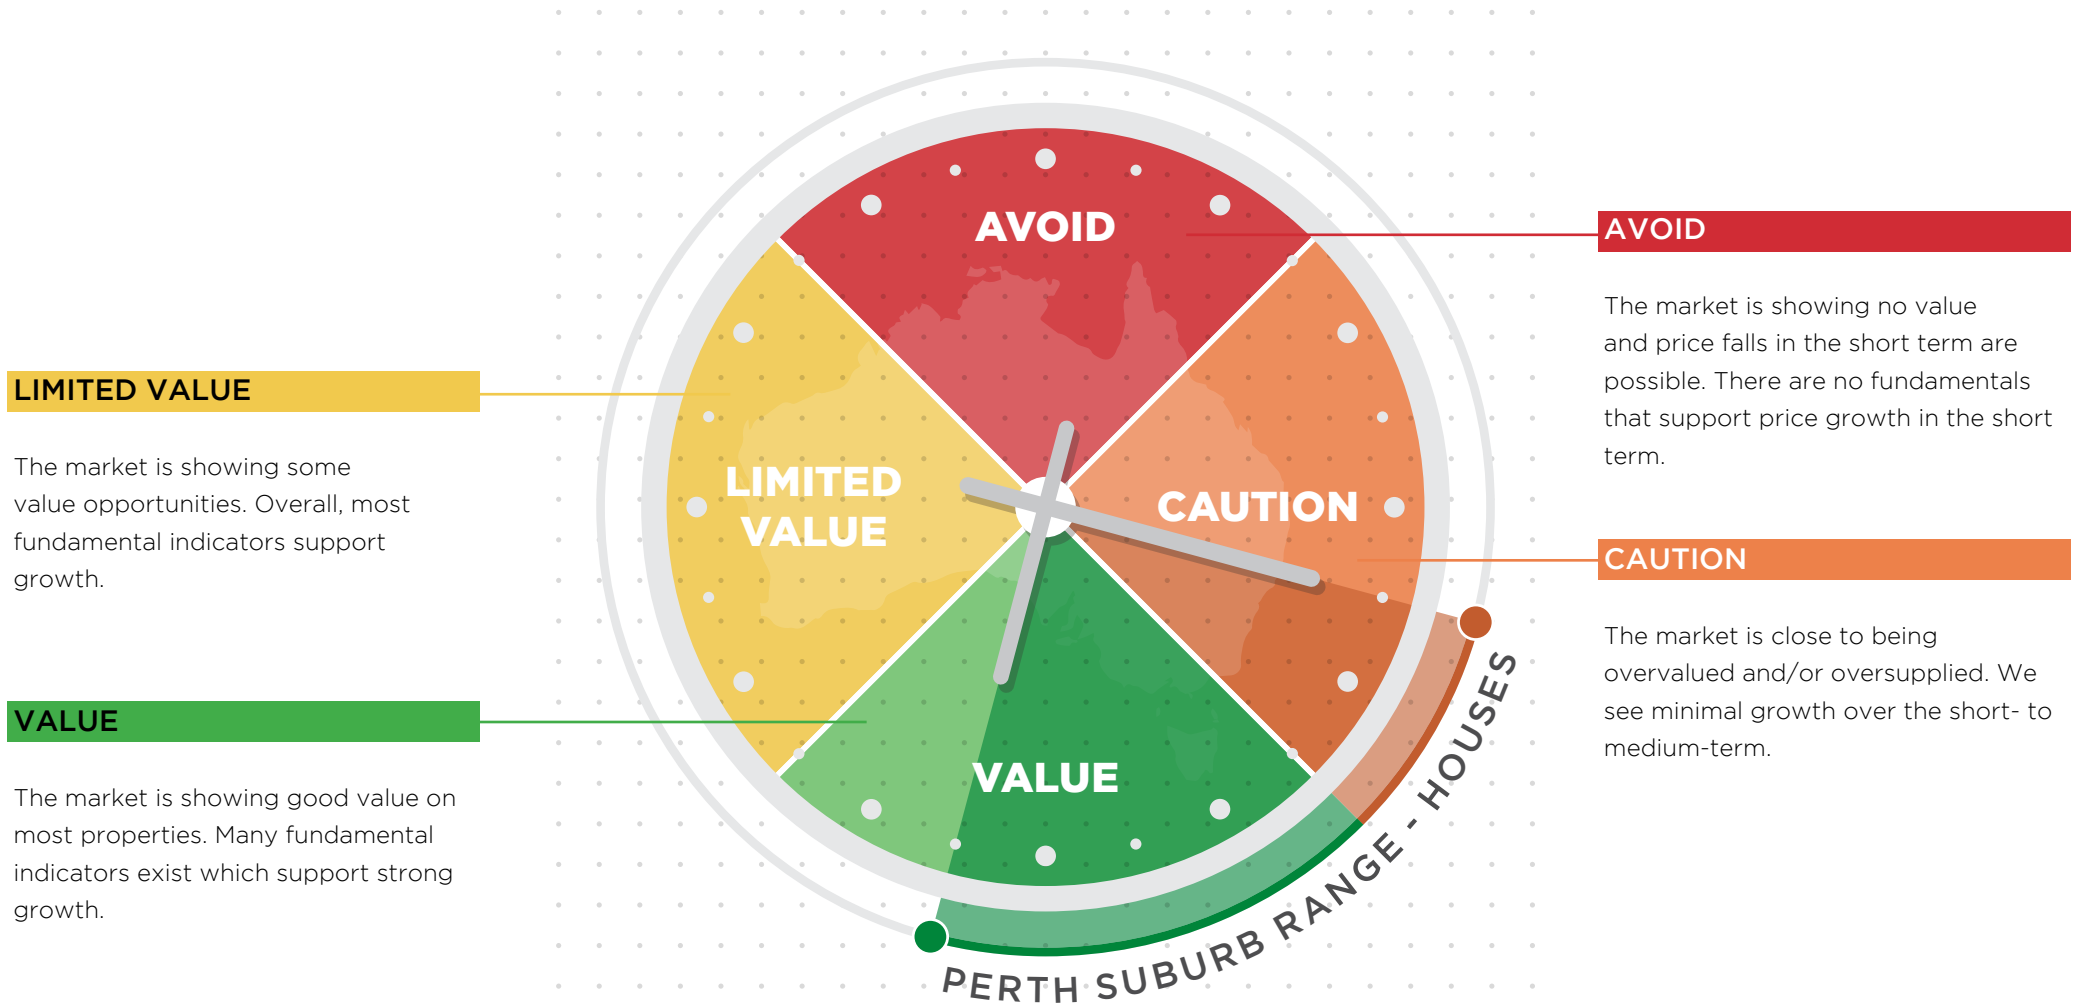 AVOID
LIMITED
VALUE
CAUTION
VALUE
PERTH SUBURB RANGE - HOUSES
LIMITED VALUE
The market is showing some
value opportunities. Overall, most
fundamental indicators support
growth.
VALUE
The market is showing good value on
most properties. Many fundamental
indicators exist which support strong
growth.
AVOID
The market is showing no value
and price falls in the short term are
possible. There are no fundamentals
that support price growth in the short
term.
CAUTION
The market is close to being
overvalued and/or oversupplied. We
see minimal growth over the short- to
medium-term.